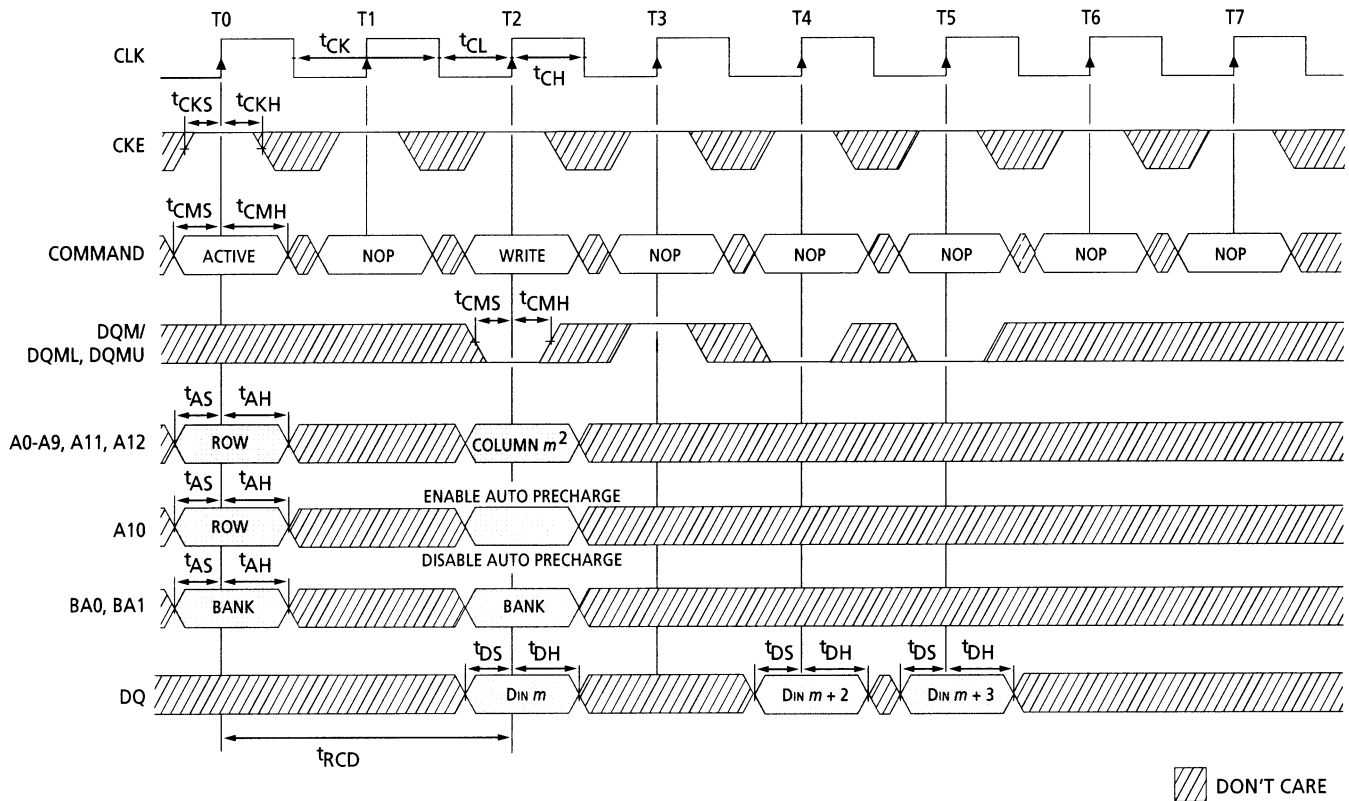 T0 T1 T2 T3 T4 T5 T6 T7
CLK
tCK tCL
tCH
tCKS tCKH
CKE
tCMS tCMH
COMMAND ACTIVE NOP WRITE NOP NOP NOP NOP NOP
tCMS tCMH
DQM/
DQML, DQMU
tAS tAH
A0-A9, A11, A12 ROW COLUMN m²
tAS tAH
ENABLE AUTO PRECHARGE
A10 ROW
DISABLE AUTO PRECHARGE
tAS tAH
BA0, BA1 BANK BANK
tDS tDH tDS tDH tDS tDH
DQ DIN m DIN m + 2 DIN m + 3
tRCD
DON'T CARE